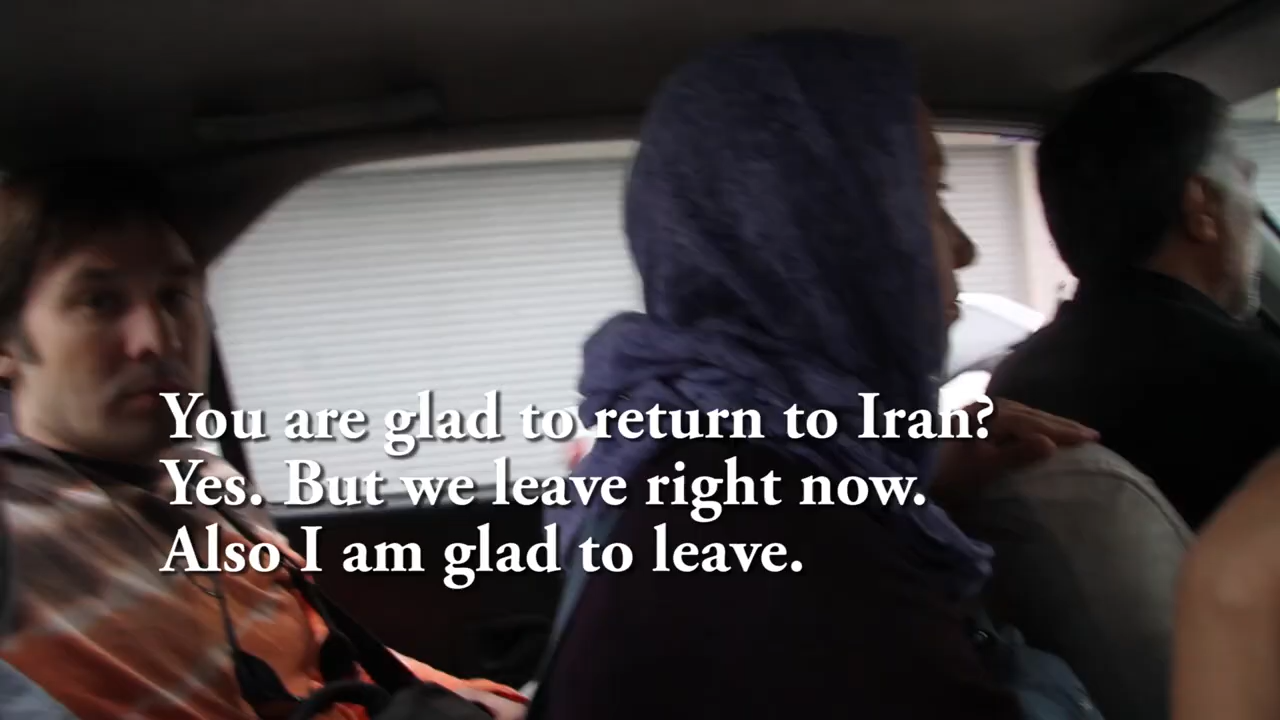 You are glad to return to Iran?
Yes. But we leave right now.
Also I am glad to leave.